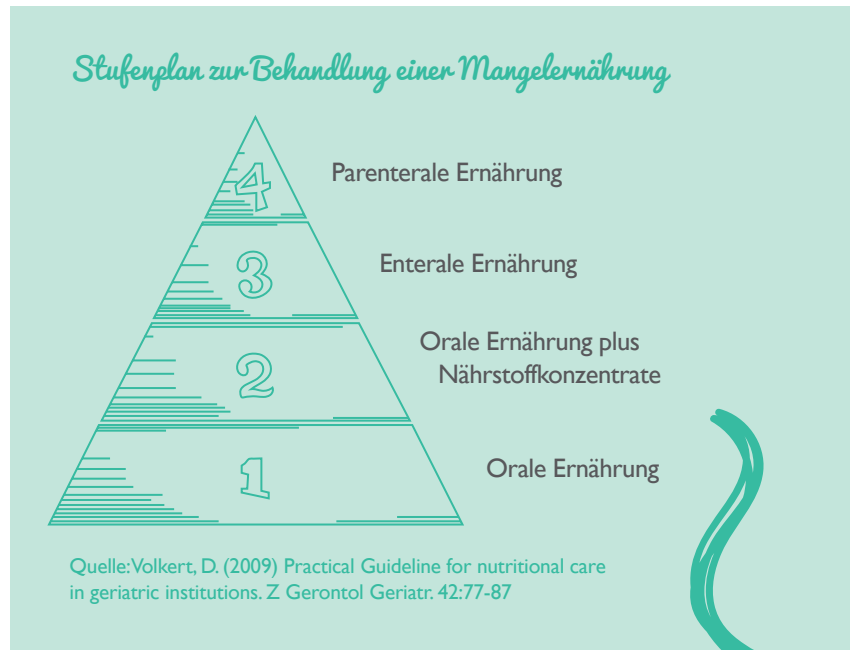 Stufenplan zur Behandlung einer Mangelernährung
4
Parenterale Ernährung
3
Enterale Ernährung
2
Orale Ernährung plus
Nährstoffkonzentrate
1
Orale Ernährung
Quelle:Volkert, D. (2009) Practical Guideline for nutritional care
in geriatric institutions. Z Gerontol Geriatr. 42:77-87